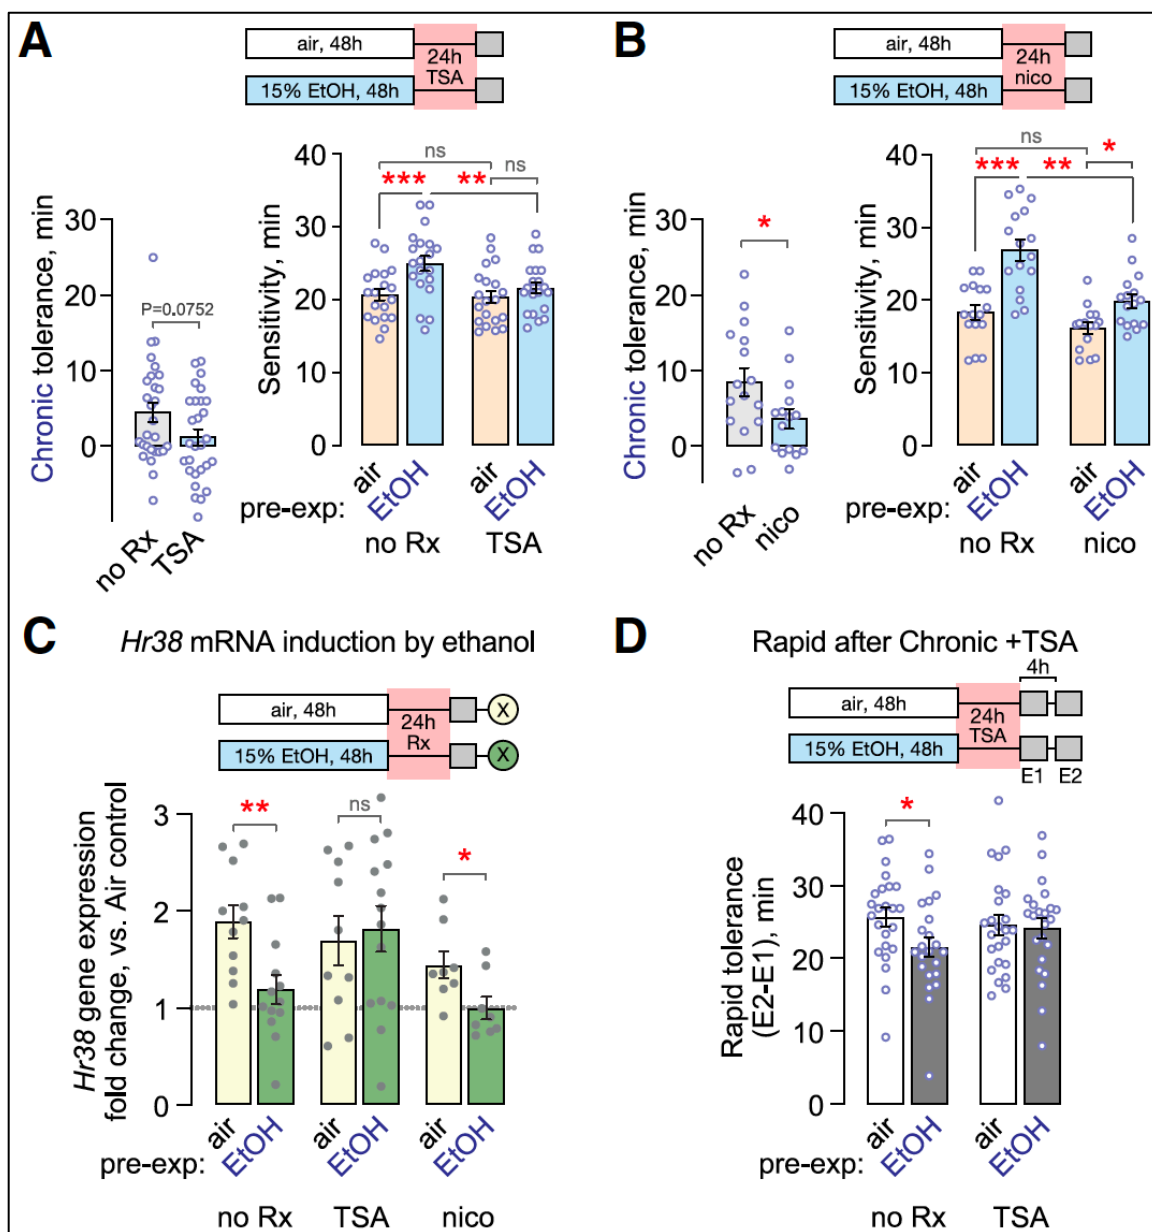 A
air, 48h
15% EtOH, 48h
24h
TSA
Chronic tolerance, min
30
20
10
0
P=0.0752
no Rx
TSA
Sensitivity, min
40
30
20
10
0
ns
*** ** ns
air
EtOH
air
EtOH
pre-exp:
no Rx
TSA
B
air, 48h
15% EtOH, 48h
24h
nico
Chronic tolerance, min
30
20
10
0
*
no Rx
nico
Sensitivity, min
40
30
20
10
0
ns
*
*** **
air
EtOH
air
EtOH
pre-exp:
no Rx
nico
C
Hr38 mRNA induction by ethanol
air, 48h
15% EtOH, 48h
24h
Rx
X
X
Hr38 gene expression
fold change, vs. Air control
3
2
1
0
**
ns
*
air
EtOH
air
EtOH
air
EtOH
pre-exp:
no Rx
TSA
nico
D
Rapid after Chronic +TSA
4h
air, 48h
15% EtOH, 48h
24h
TSA
E1
E2
Rapid tolerance
(E2-E1), min
40
30
20
10
0
*
air
EtOH
air
EtOH
pre-exp:
no Rx
TSA